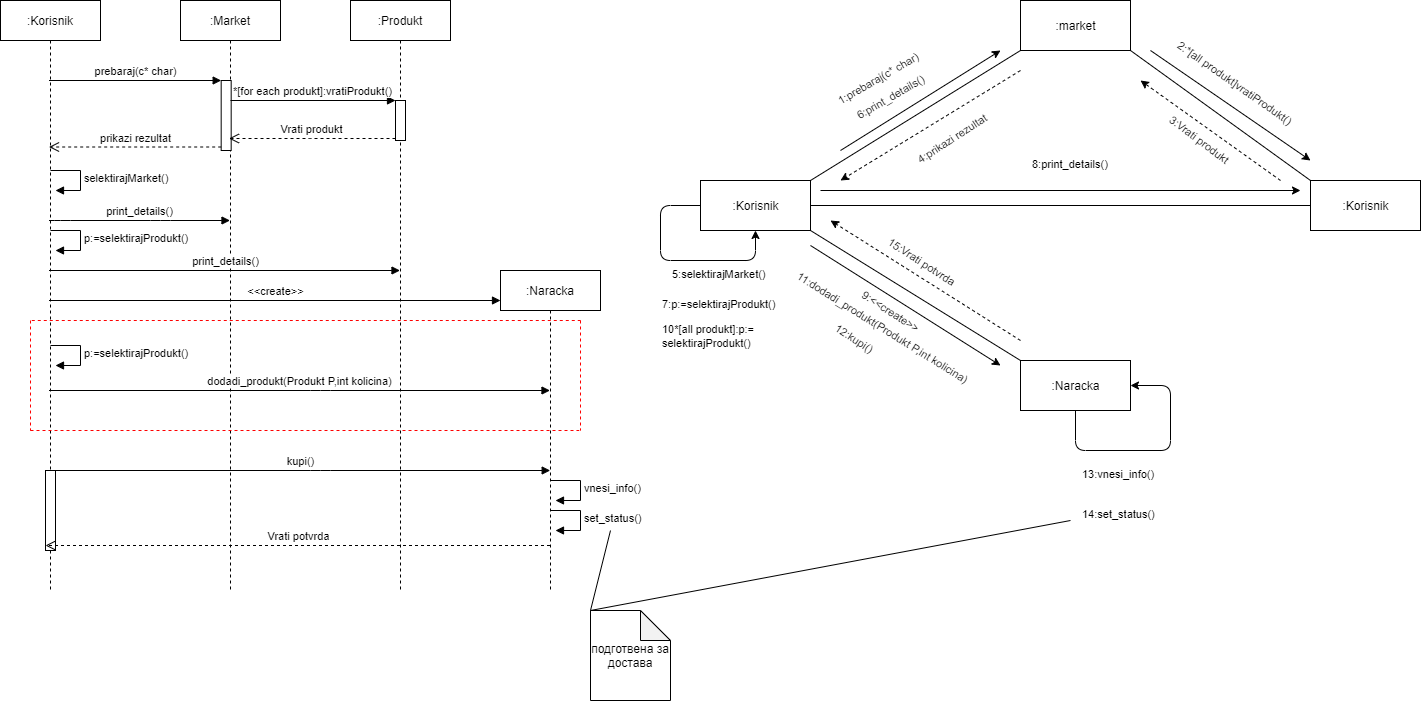 :Korisnik
:Market
:Produkt
prebaraj(c* char)
*[for each produkt]:vratiProdukt()
Vrati produkt
prikazi rezultat
selektirajMarket()
print_details()
p:=selektirajProdukt()
print_details()
<<create>>
:Naracka
p:=selektirajProdukt()
dodadi_produkt(Produkt P,int kolicina)
kupi()
vnesi_info()
set_status()
Vrati potvrda
подготвена за
достава
:market
1:prebaraj(c* char)
6:print_details()
4:prikazi rezultat
2:*[all produkt]vratiProdukt()
3:Vrati produkt
8:print_details()
:Korisnik
:Korisnik
5:selektirajMarket()
7:p:=selektirajProdukt()
10*[all produkt]:p:=
selektirajProdukt()
15:Vrati potvrda
9:<<create>>
11:dodadi_produkt(Produkt P,int kolicina)
12:kupi()
:Naracka
13:vnesi_info()
14:set_status()